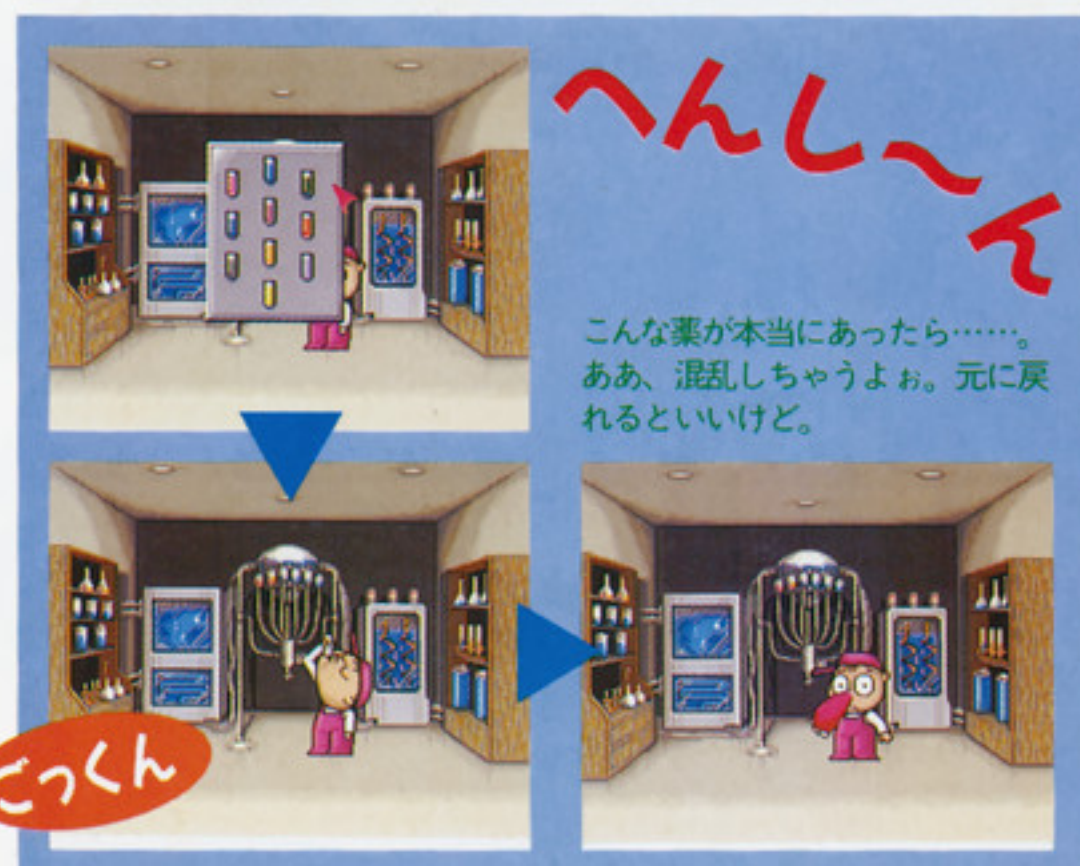 へんし～ん
こんな薬が本当にあったら……。
ああ、混乱しちゃうよぉ。元に戻
れるといいけど。
ごっくん